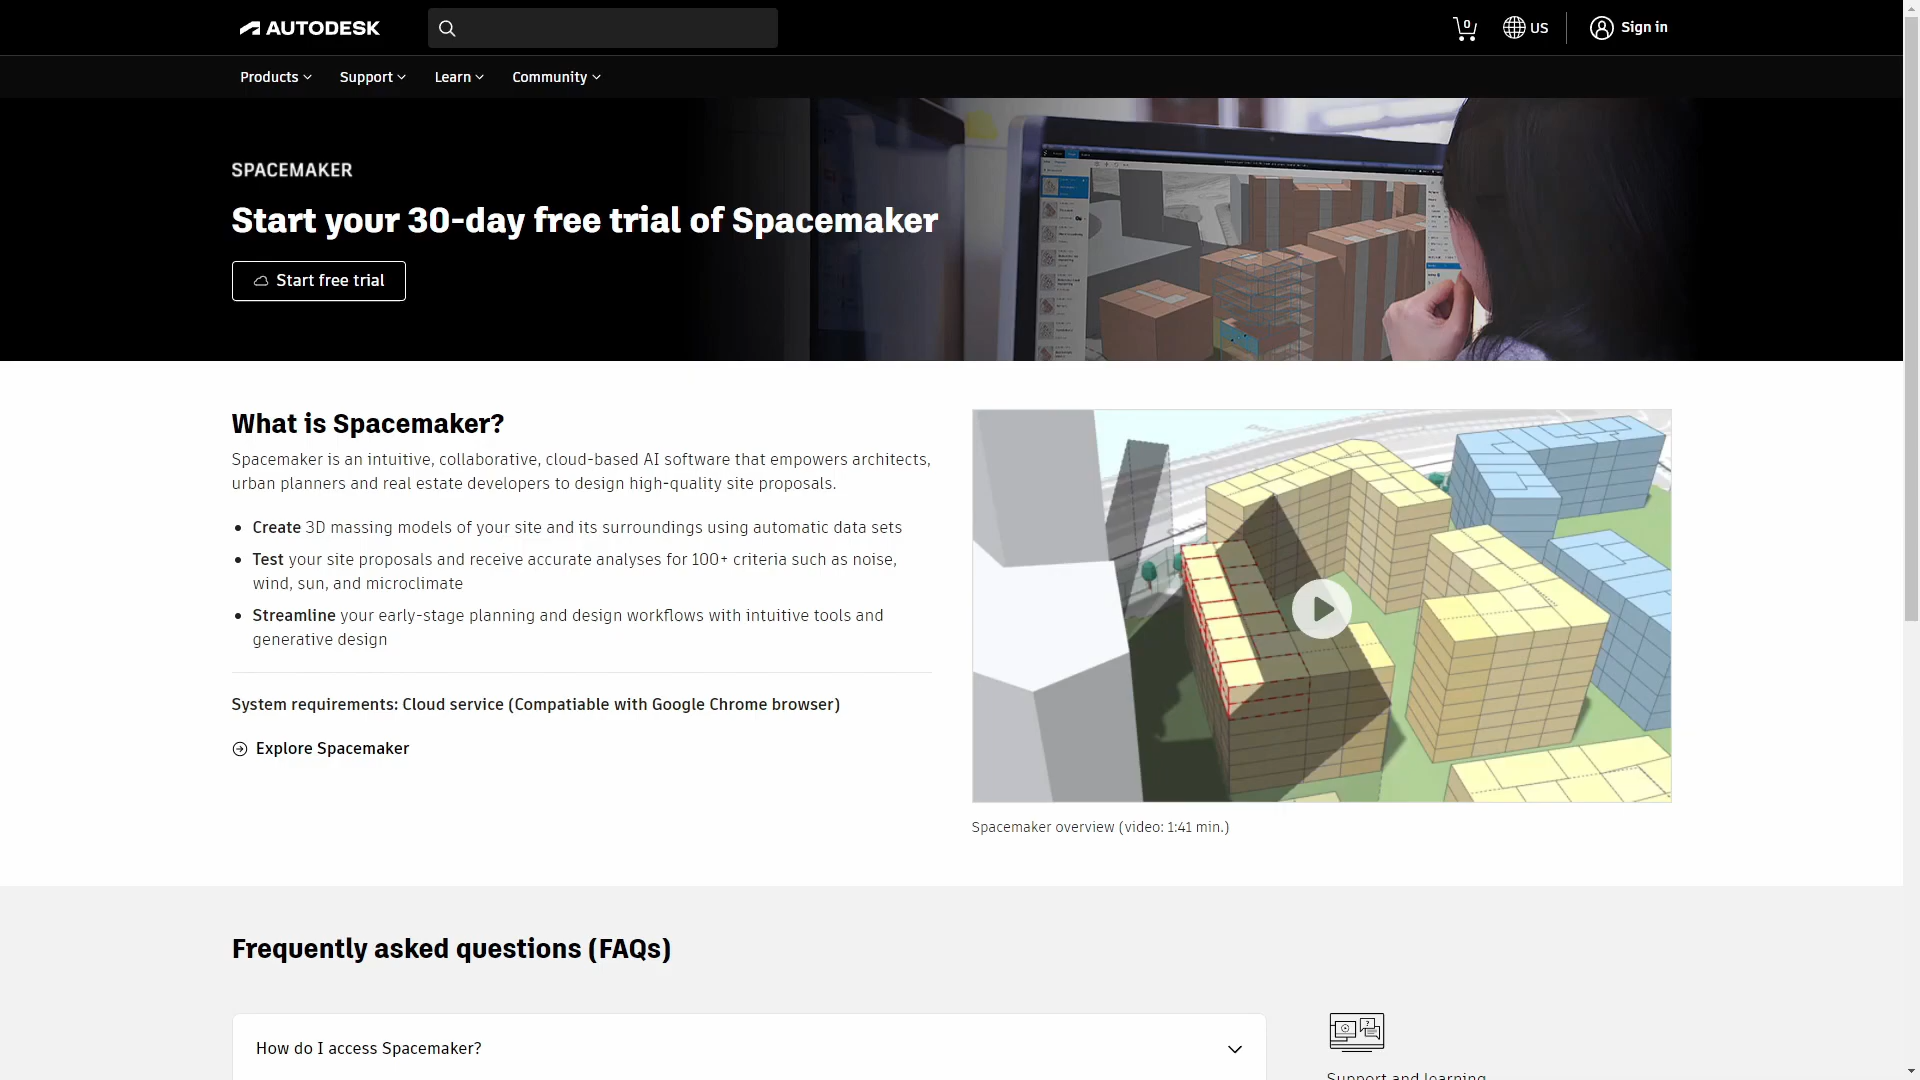 AUTODESK
0
US
Sign in
Products
Support
Learn
Community
SPACEMAKER
Start your 30-day free trial of Spacemaker
Start free trial
What is Spacemaker?
Spacemaker is an intuitive, collaborative, cloud-based AI software that empowers architects,
urban planners and real estate developers to design high-quality site proposals.
Create 3D massing models of your site and its surroundings using automatic data sets
Test your site proposals and receive accurate analyses for 100+ criteria such as noise,
wind, sun, and microclimate
Streamline your early-stage planning and design workflows with intuitive tools and
generative design
System requirements: Cloud service (Compatiable with Google Chrome browser)
Explore Spacemaker
Spacemaker overview (video: 1:41 min.)
Frequently asked questions (FAQs)
How do I access Spacemaker?
Support and learning